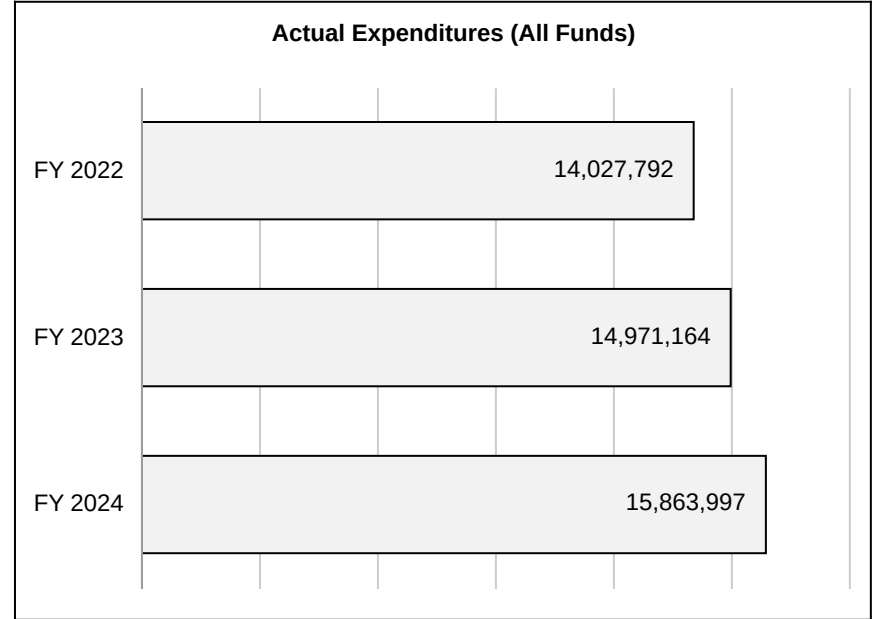 Actual Expenditures (All Funds)
FY 2022
14,027,792
FY 2023
14,971,164
FY 2024
15,863,997